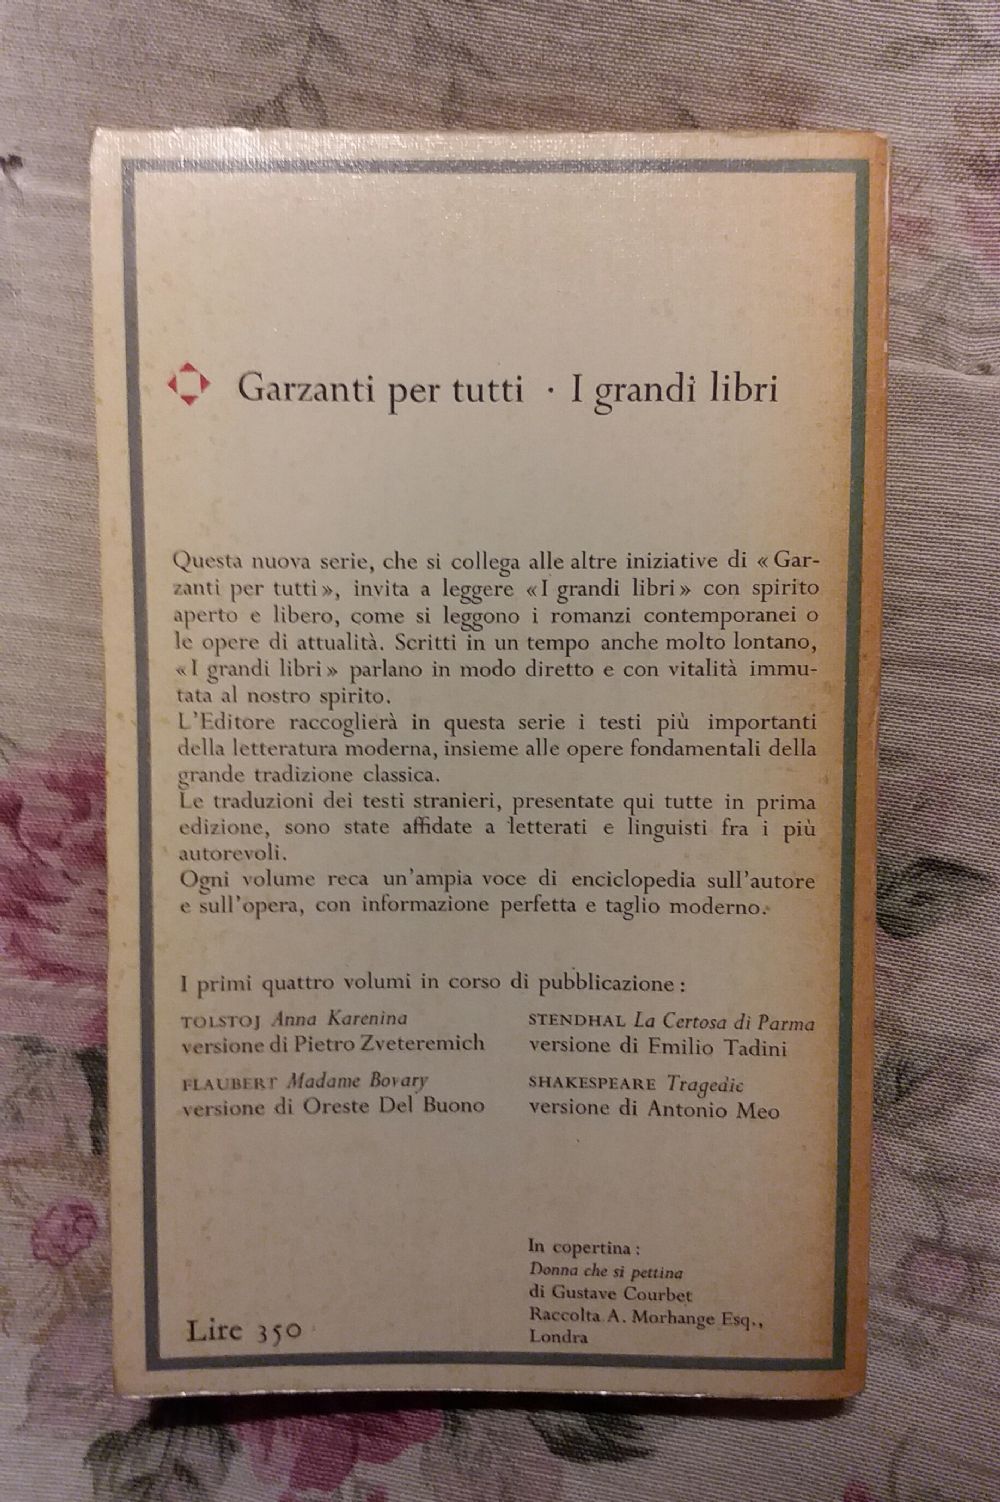 Garzanti per tutti · I grandi libri
Questa nuova serie, che si collega alle altre iniziative di «Gar-
zanti per tutti», invita a leggere «I grandi libri» con spirito
aperto e libero, come si leggono i romanzi contemporanei o
le opere di attualità. Scritti in un tempo anche molto lontano,
«I grandi libri» parlano in modo diretto e con vitalità immu-
tata al nostro spirito.
L'Editore raccoglierà in questa serie i testi più importanti
della letteratura moderna, insieme alle opere fondamentali della
grande tradizione classica.
Le traduzioni dei testi stranieri, presentate qui tutte in prima
edizione, sono state affidate a letterati e linguisti fra i più
autorevoli.
Ogni volume reca un'ampia voce di enciclopedia sull'autore
e sull'opera, con informazione perfetta e taglio moderno.
I primi quattro volumi in corso di pubblicazione:
TOLSTOJ Anna Karenina
versione di Pietro Zveteremich
FLAUBERT Madame Bovary
versione di Oreste Del Buono
STENDHAL La Certosa di Parma
versione di Emilio Tadini
SHAKESPEARE Tragedie
versione di Antonio Meo
In copertina:
Donna che si pettina
di Gustave Courbet
Raccolta A. Morhange Esq.,
Londra
Lire 350